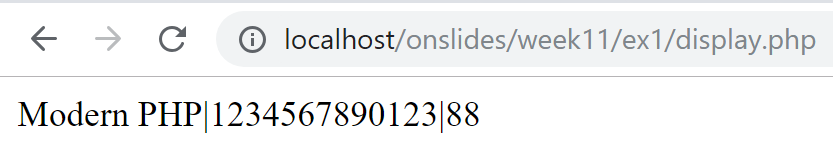 localhost/onslides/week11/ex1/display.php
Modern PHP|1234567890123|88